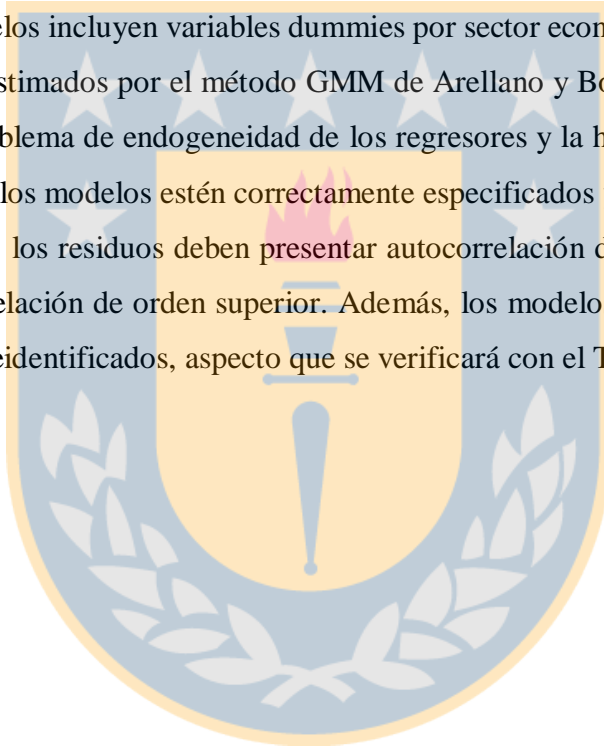 elos incluyen variables dummies por sector econ
stimados por el método GMM de Arellano y Bo
blema de endogeneidad de los regresores y la h
los modelos estén correctamente especificados
los residuos deben presentar autocorrelación d
elación de orden superior. Además, los modelo
eidentificados, aspecto que se verificará con el T